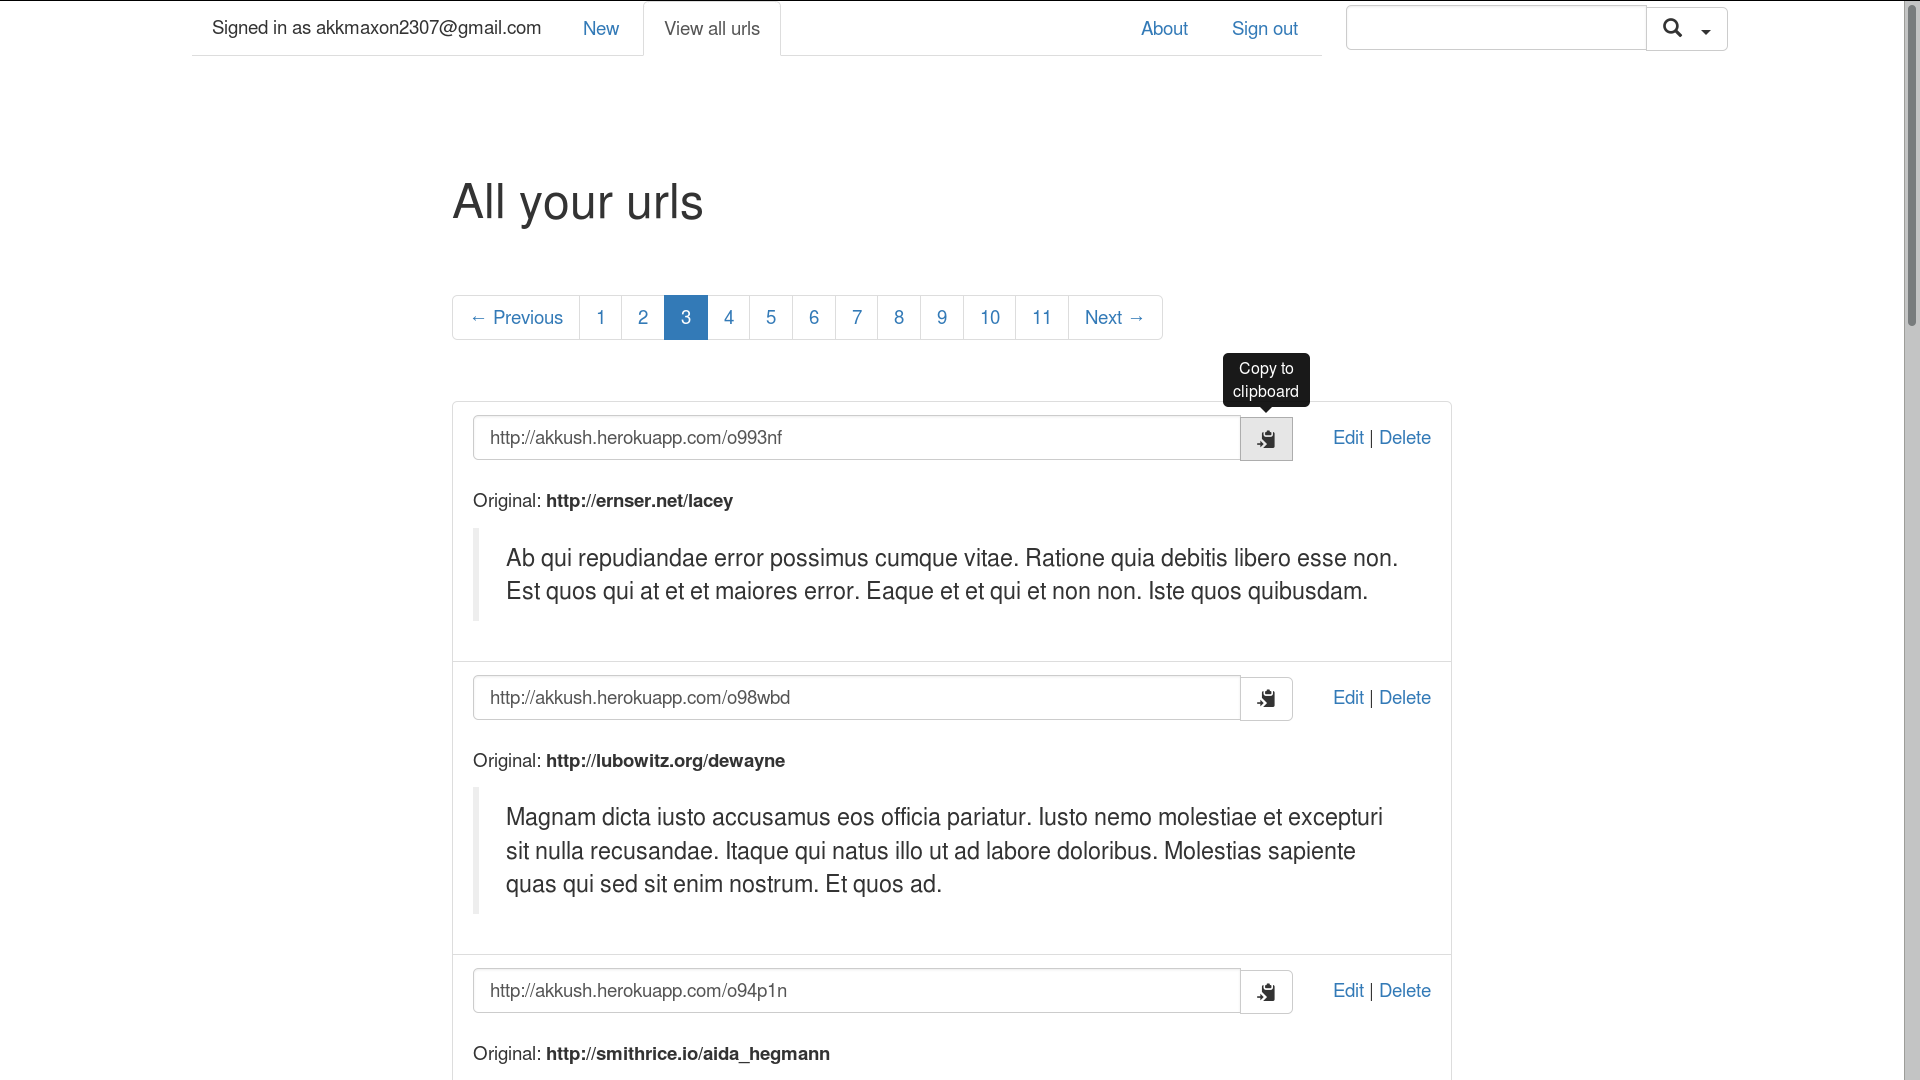 Signed in as akkmaxon2307@gmail.com New View all urls About Sign out
All your urls
← Previous 1 2 3 4 5 6 7 8 9 10 11 Next →
Copy to
clipboard
http://akkush.herokuapp.com/o993nf Edit | Delete
Original: http://ernser.net/lacey
Ab qui repudiandae error possimus cumque vitae. Ratione quia debitis libero esse non.
Est quos qui at et et maiores error. Eaque et et qui et non non. Iste quos quibusdam.
http://akkush.herokuapp.com/o98wbd Edit | Delete
Original: http://lubowitz.org/dewayne
Magnam dicta iusto accusamus eos officia pariatur. Iusto nemo molestiae et excepturi
sit nulla recusandae. Itaque qui natus illo ut ad labore doloribus. Molestias sapiente
quas qui sed sit enim nostrum. Et quos ad.
http://akkush.herokuapp.com/o94p1n Edit | Delete
Original: http://smithrice.io/aida_hegmann